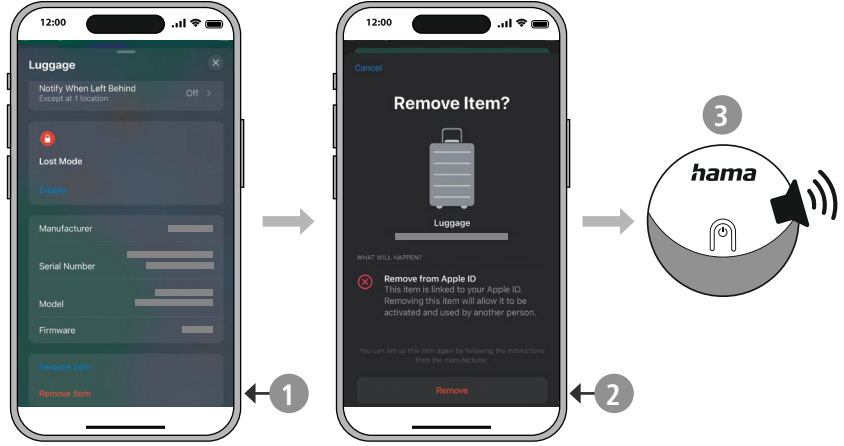 12:00
Luggage
Notify When Left Behind
Except at 1 location
Off
Lost Mode
Enable
Manufacturer
Serial Number
Model
Firmware
Rename Item
Remove Item
1
12:00
Cancel
Remove Item?
Luggage
WHAT WILL HAPPEN?
Remove from Apple ID
This item is linked to your Apple ID.
Removing this item will allow it to be
activated and used by another person.
You can set up this item again by following the instructions
from the manufacturer.
Remove
2
3
hama